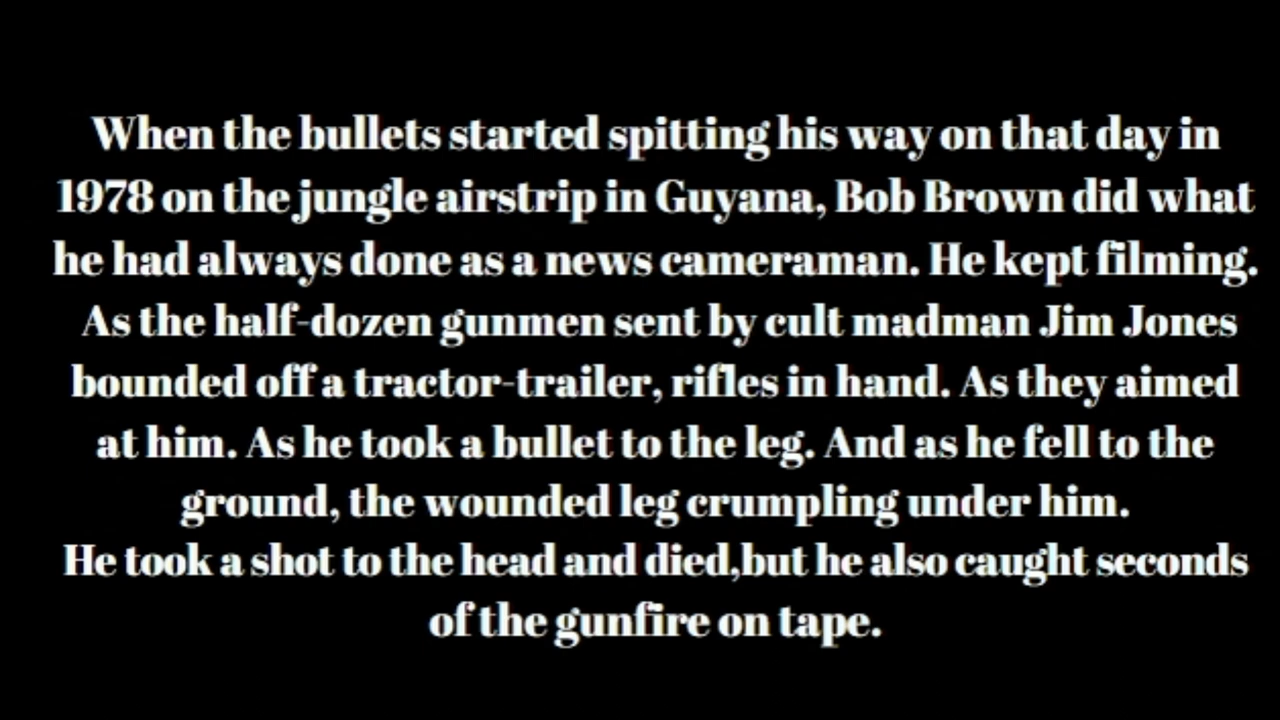 When the bullets started spitting his way on that day in
1978 on the jungle airstrip in Guyana, Bob Brown did what
he had always done as a news cameraman. He kept filming.
As the half-dozen gunmen sent by cult madman Jim Jones
bounded off a tractor-trailer, rifles in hand. As they aimed
at him. As he took a bullet to the leg. And as he fell to the
ground, the wounded leg crumpling under him.
He took a shot to the head and died,but he also caught seconds
of the gunfire on tape.